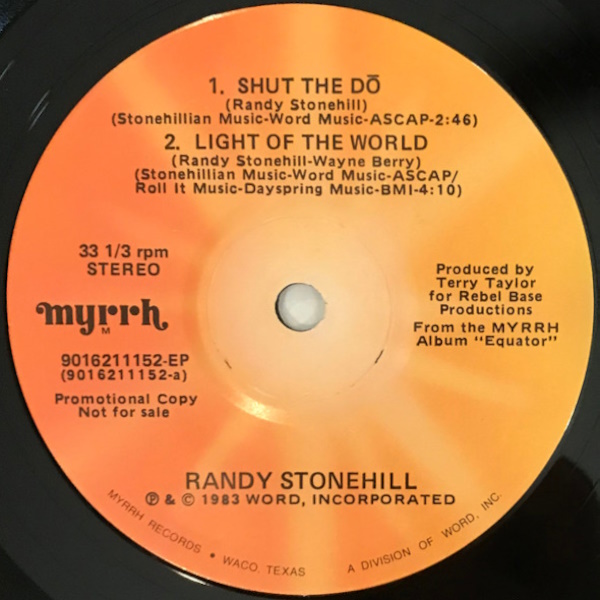 1. SHUT THE DŌ
(Randy Stonehill)
(Stonehillian Music-Word Music-ASCAP-2:46)
2. LIGHT OF THE WORLD
(Randy Stonehill-Wayne Berry)
(Stonehillian Music-Word Music-ASCAP/
Roll It Music-Dayspring Music-BMI-4:10)
33 1/3 rpm
STEREO
myrrh
M
9016211152-EP
(9016211152-a)
Promotional Copy
Not for sale
Produced by
Terry Taylor
for Rebel Base
Productions
From the MYRRH
Album "Equator"
RANDY STONEHILL
℗ & © 1983 WORD, INCORPORATED
MYRRH RECORDS • WACO, TEXAS A DIVISION OF WORD, INC.